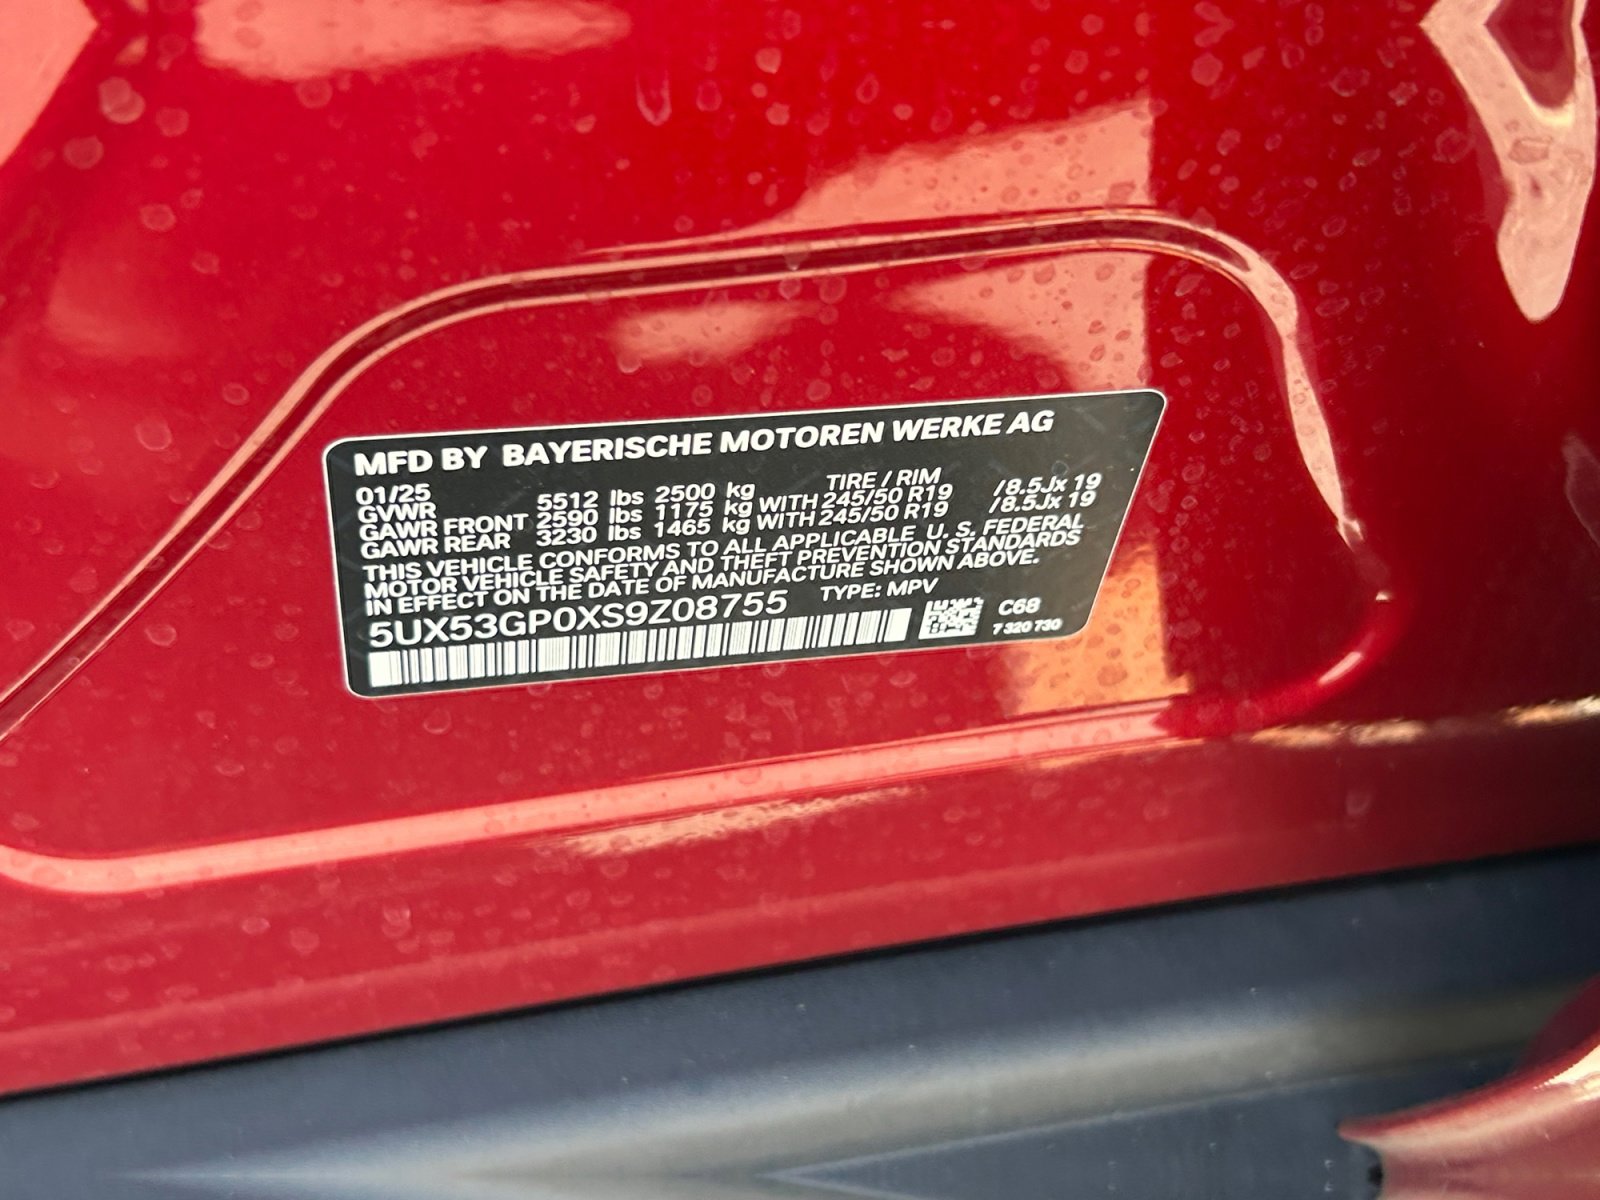 MFD BY BAYERISCHE MOTOREN WERKE AG
01/25 TIRE / RIM
GVWR 5512 lbs 2500 kg
GAWR FRONT 2590 lbs 1175 kg WITH 245/50 R19 /8.5Jx 19
GAWR REAR 3230 lbs 1465 kg WITH 245/50 R19 /8.5Jx 19
THIS VEHICLE CONFORMS TO ALL APPLICABLE U. S. FEDERAL
MOTOR VEHICLE SAFETY AND THEFT PREVENTION STANDARDS
IN EFFECT ON THE DATE OF MANUFACTURE SHOWN ABOVE.
5UX53GP0XS9Z08755 TYPE: MPV
C68
7 320 730